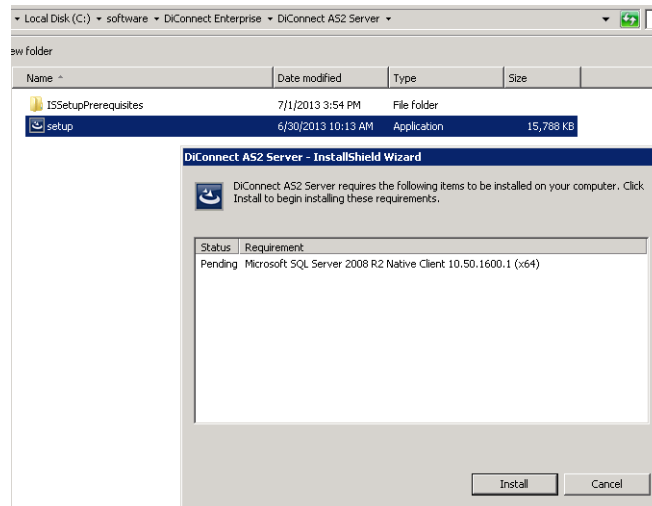 Local Disk (C:) software DiConnect Enterprise DiConnect AS2 Server
ew folder
Name Date modified Type Size
ISSetupPrerequisites 7/1/2013 3:54 PM File folder
setup 6/30/2013 10:13 AM Application 15,788 KB
DiConnect AS2 Server - InstallShield Wizard
DiConnect AS2 Server requires the following items to be installed on your computer. Click
Install to begin installing these requirements.
Status Requirement
Pending Microsoft SQL Server 2008 R2 Native Client 10.50.1600.1 (x64)
Install Cancel